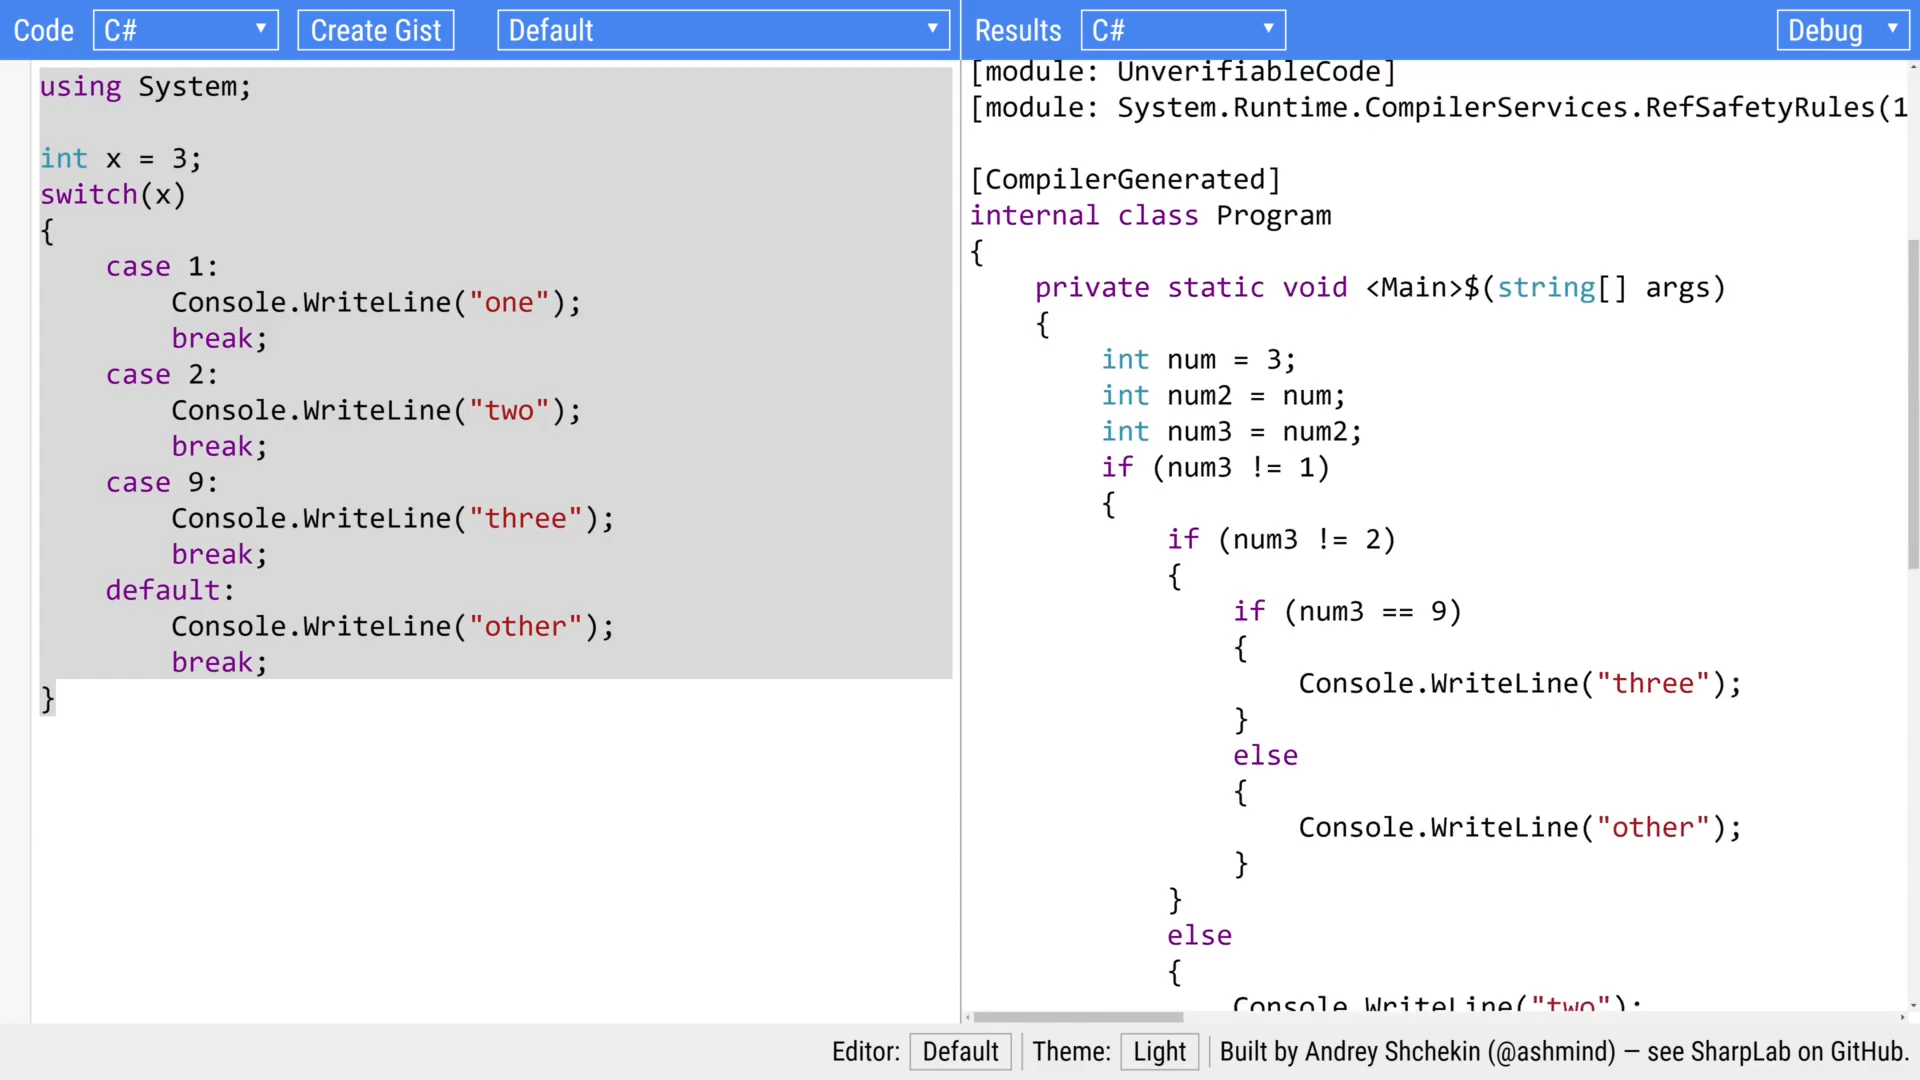 Code C# Create Gist Default
using System;
int x = 3;
switch(x)
{
case 1:
Console.WriteLine("one");
break;
case 2:
Console.WriteLine("two");
break;
case 9:
Console.WriteLine("three");
break;
default:
Console.WriteLine("other");
break;
}
Results C# Debug
[module: UnverifiableCode]
[module: System.Runtime.CompilerServices.RefSafetyRules(1
[CompilerGenerated]
internal class Program
{
private static void <Main>$(string[] args)
{
int num = 3;
int num2 = num;
int num3 = num2;
if (num3 != 1)
{
if (num3 != 2)
{
if (num3 == 9)
{
Console.WriteLine("three");
}
else
{
Console.WriteLine("other");
}
}
else
{
Console.WriteLine("two");
Editor: Default Theme: Light Built by Andrey Shchekin (@ashmind) — see SharpLab on GitHub.